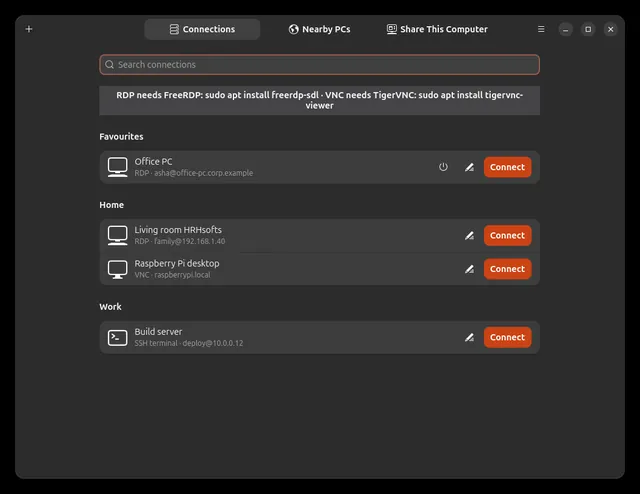 Connections
Nearby PCs
Share This Computer
Search connections
RDP needs FreeRDP: sudo apt install freerdp-sdl · VNC needs TigerVNC: sudo apt install tigervnc-
viewer
Favourites
Office PC
RDP · asha@office-pc.corp.example
Connect
Home
Living room HRHsofts
RDP · family@192.168.1.40
Connect
Raspberry Pi desktop
VNC · raspberrypi.local
Connect
Work
Build server
SSH terminal · deploy@10.0.0.12
Connect